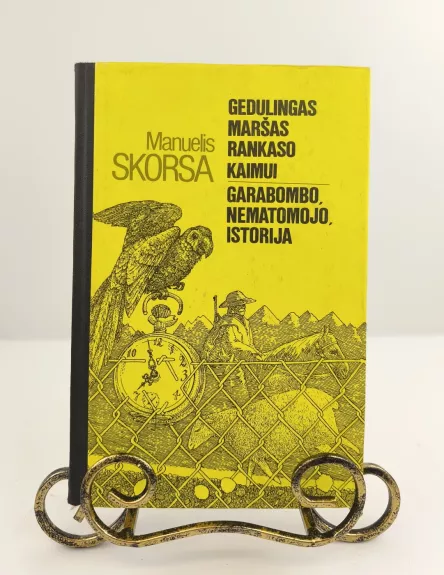 Manuelis
SKORSA
GEDULINGAS
MARŠAS
RANKASO
KAIMUI
GARABOMBO,
NEMATOMOJO,
ISTORIJA